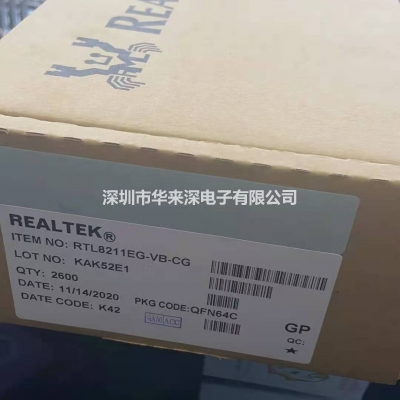 深圳市华来深电子有限公司
REALTEK®
ITEM NO: RTL8211EG-VB-CG
LOT NO: KAK52E1
QTY: 2600
DATE: 11/14/2020 PKG CODE:QFN64C
DATE CODE: K42
GP
QC: